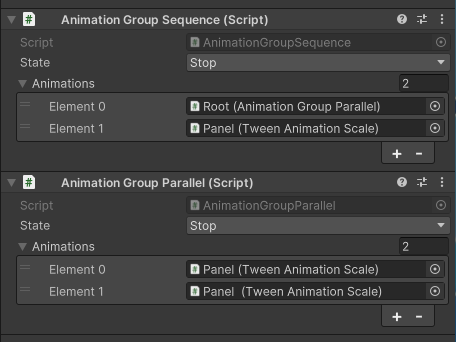 # Animation Group Sequence (Script)
Script # AnimationGroupSequence
State Stop
Animations 2
Element 0 # Root (Animation Group Parallel)
Element 1 # Panel (Tween Animation Scale)
+ -
# Animation Group Parallel (Script)
Script # AnimationGroupParallel
State Stop
Animations 2
Element 0 # Panel (Tween Animation Scale)
Element 1 # Panel  (Tween Animation Scale)
+ -